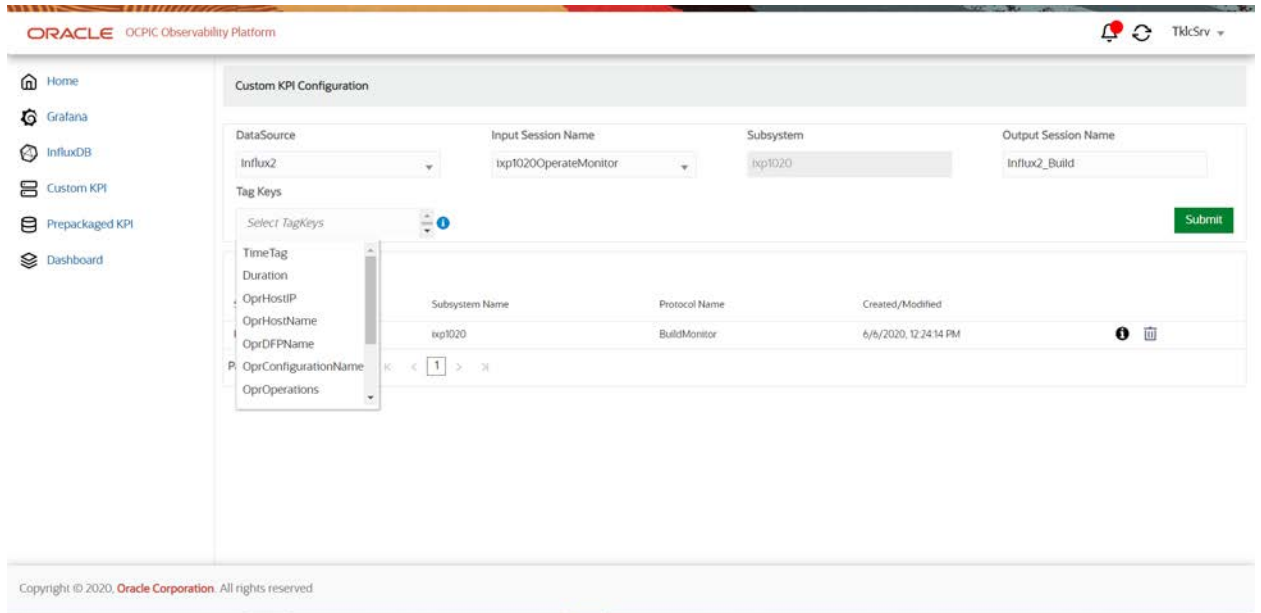 ORACLE OCPIC Observability Platform
TklcSrv
Home
Grafana
InfluxDB
Custom KPI
Prepackaged KPI
Dashboard
Custom KPI Configuration
DataSource Input Session Name Subsystem Output Session Name
Influx2 ixp1020OperateMonitor ixp1020 Influx2_Build
Tag Keys
Select TagKeys
Submit
TimeTag
Duration
OprHostIP
OprHostName
OprDFPName
OprConfigurationName
OprOperations
Subsystem Name Protocol Name Created/Modified
ixp1020 BuildMonitor 6/6/2020, 12:24:14 PM
1
Copyright © 2020, Oracle Corporation. All rights reserved